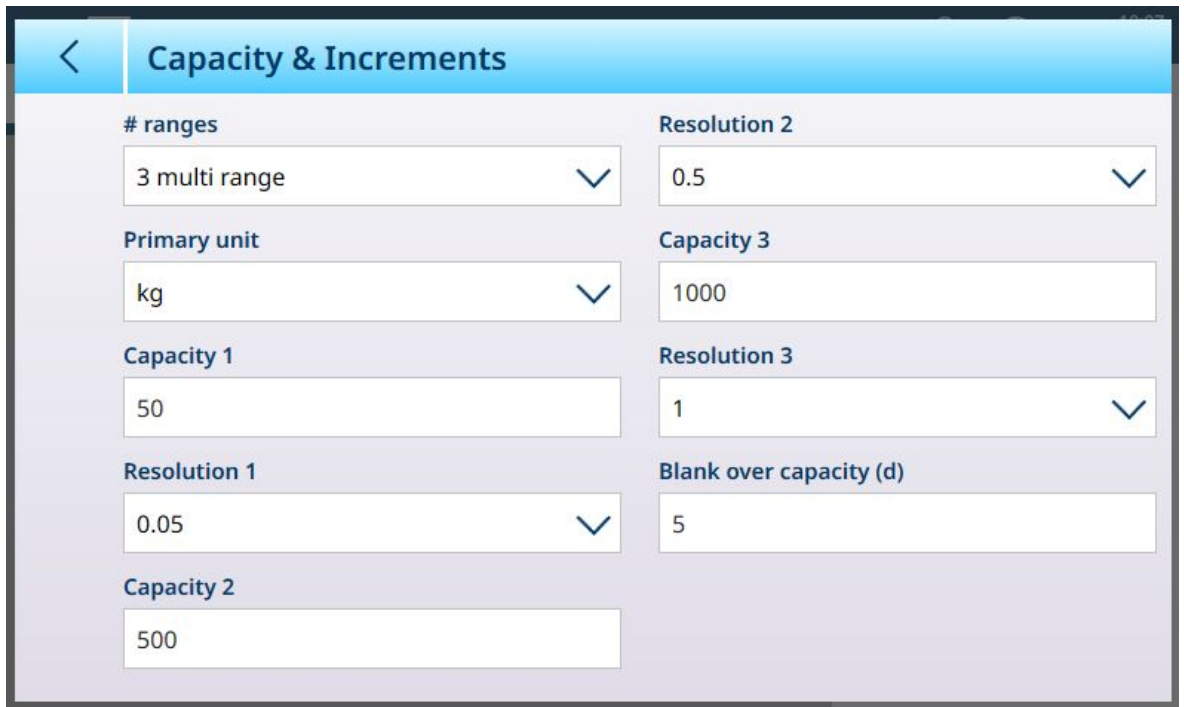 Capacity & Increments
# ranges
3 multi range
Primary unit
kg
Capacity 1
50
Resolution 1
0.05
Capacity 2
500
Resolution 2
0.5
Capacity 3
1000
Resolution 3
1
Blank over capacity (d)
5